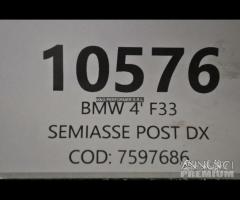 10576
BMW 4' F33
SEMIASSE POST DX
COD: 7597686
ANNUNCI
PREMIUM